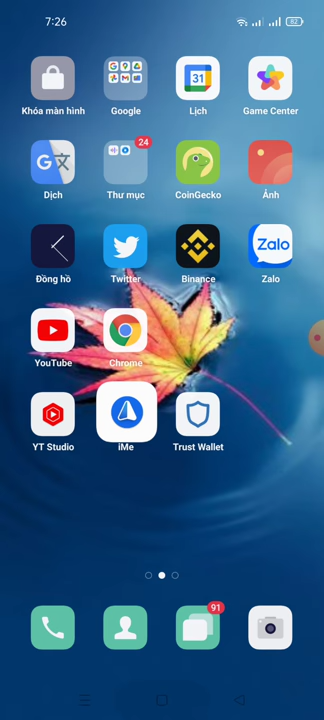 7:26
82
Khóa màn hình
Google
31
Lịch
Game Center
G
24
Dịch
Thư mục
CoinGecko
Ảnh
Zalo
Đồng hồ
Twitter
Binance
Zalo
YouTube
Chrome
YT Studio
iMe
Trust Wallet
91